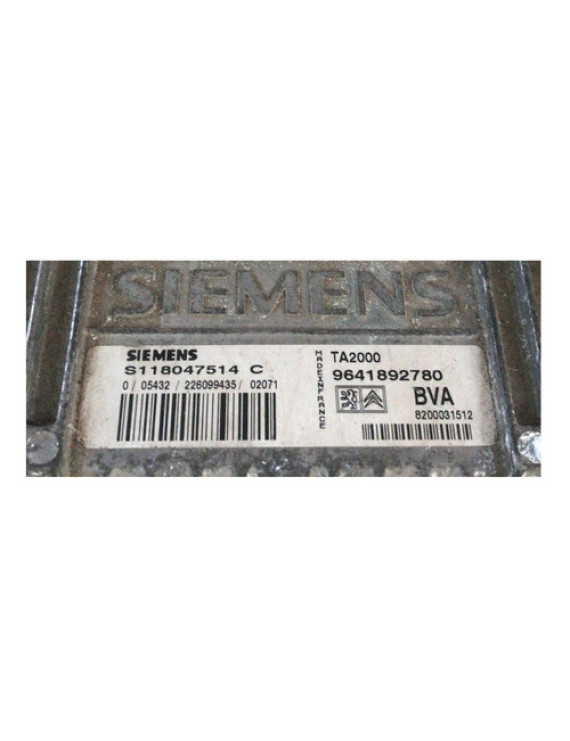 SIEMENS
SIEMENS
S118047514 C
0 / 05432 / 226099435 / 02071
MADE IN FRANCE
TA2000
9641892780
BVA
8200031512